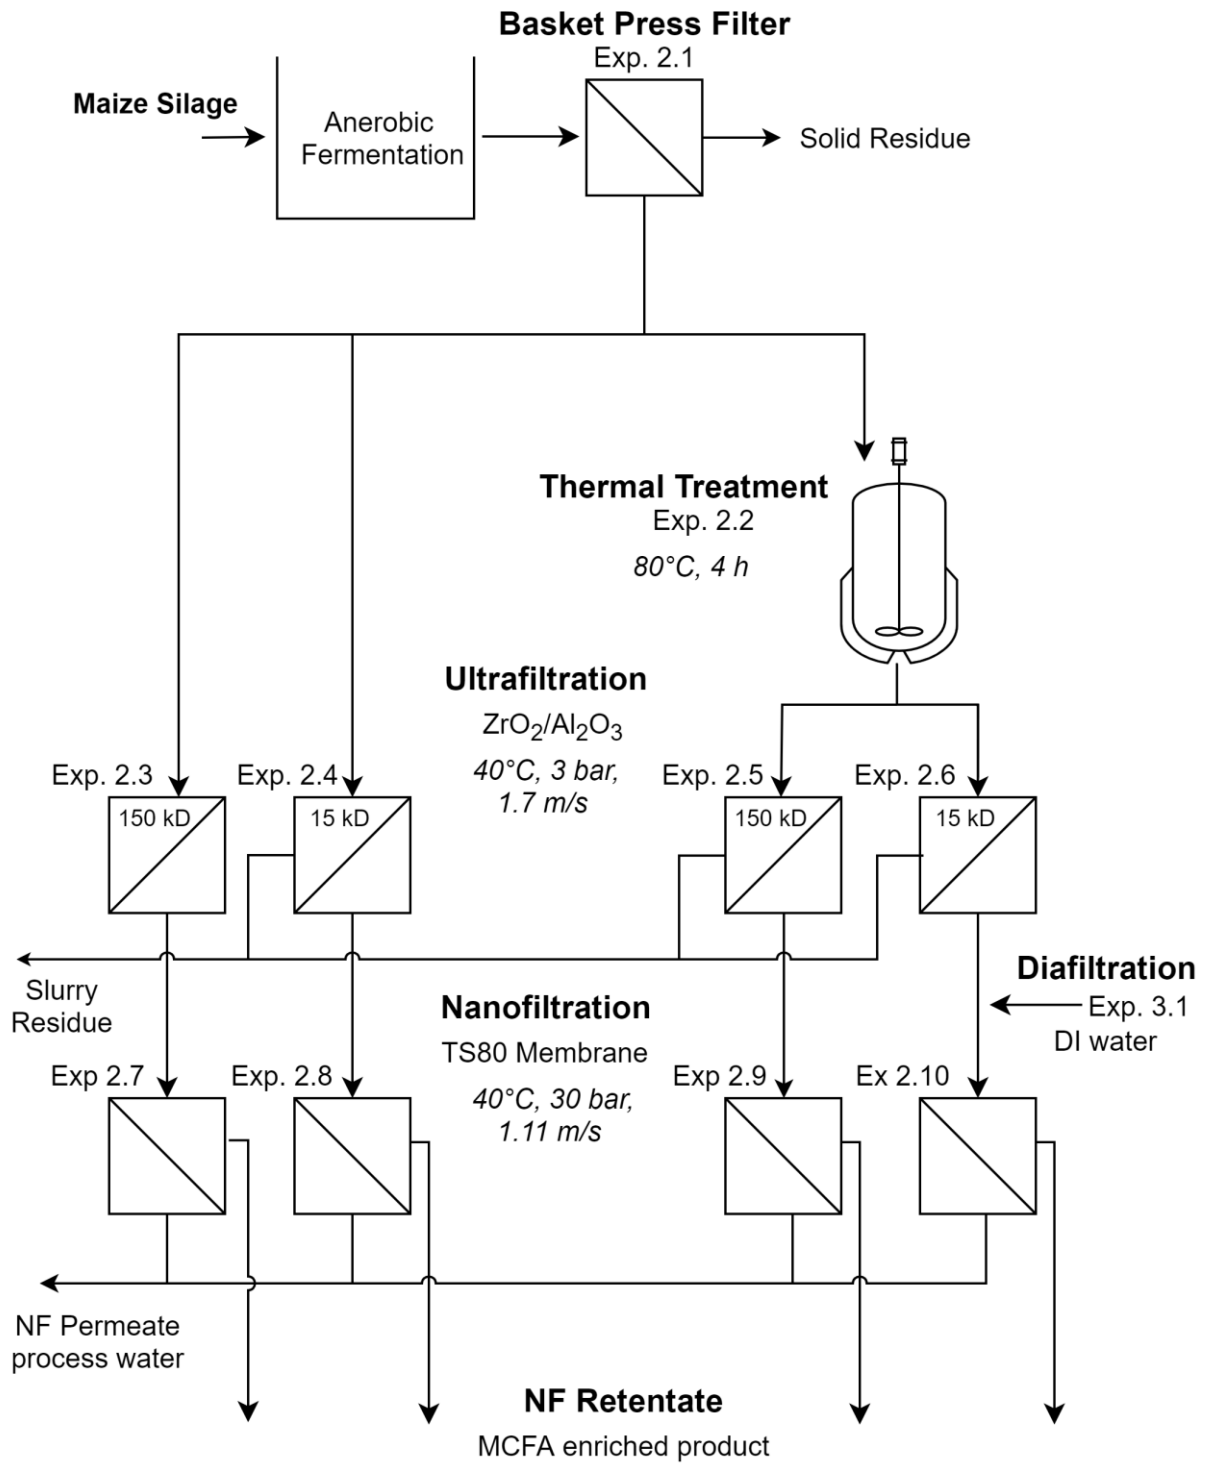 Basket Press Filter
Exp. 2.1
Maize Silage
Anerobic
Fermentation
Solid Residue
Thermal Treatment
Exp. 2.2
80°C, 4 h
Ultrafiltration
ZrO₂/Al₂O₃
40°C, 3 bar,
1.7 m/s
Exp. 2.3
Exp. 2.4
Exp. 2.5
Exp. 2.6
150 kD
15 kD
150 kD
15 kD
Slurry
Residue
Diafiltration
Exp. 3.1
DI water
Nanofiltration
TS80 Membrane
40°C, 30 bar,
1.11 m/s
Exp 2.7
Exp. 2.8
Exp 2.9
Ex 2.10
NF Permeate
process water
NF Retentate
MCFA enriched product